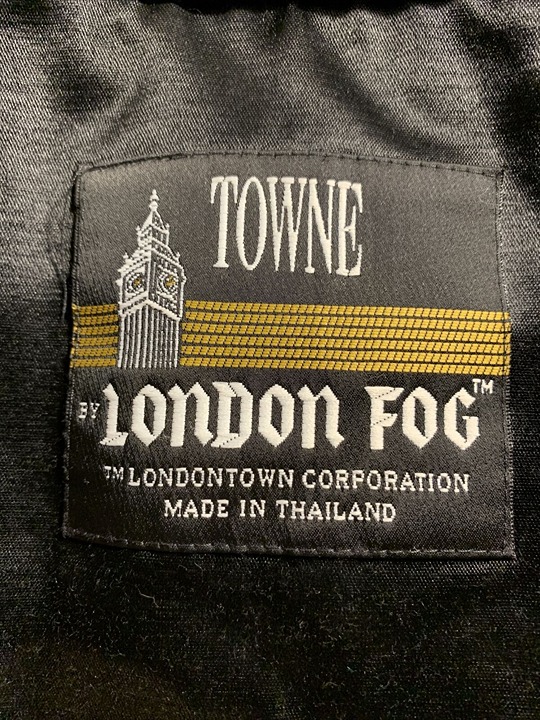 TOWNE
BY LONDON FOG™
™ LONDONTOWN CORPORATION
MADE IN THAILAND